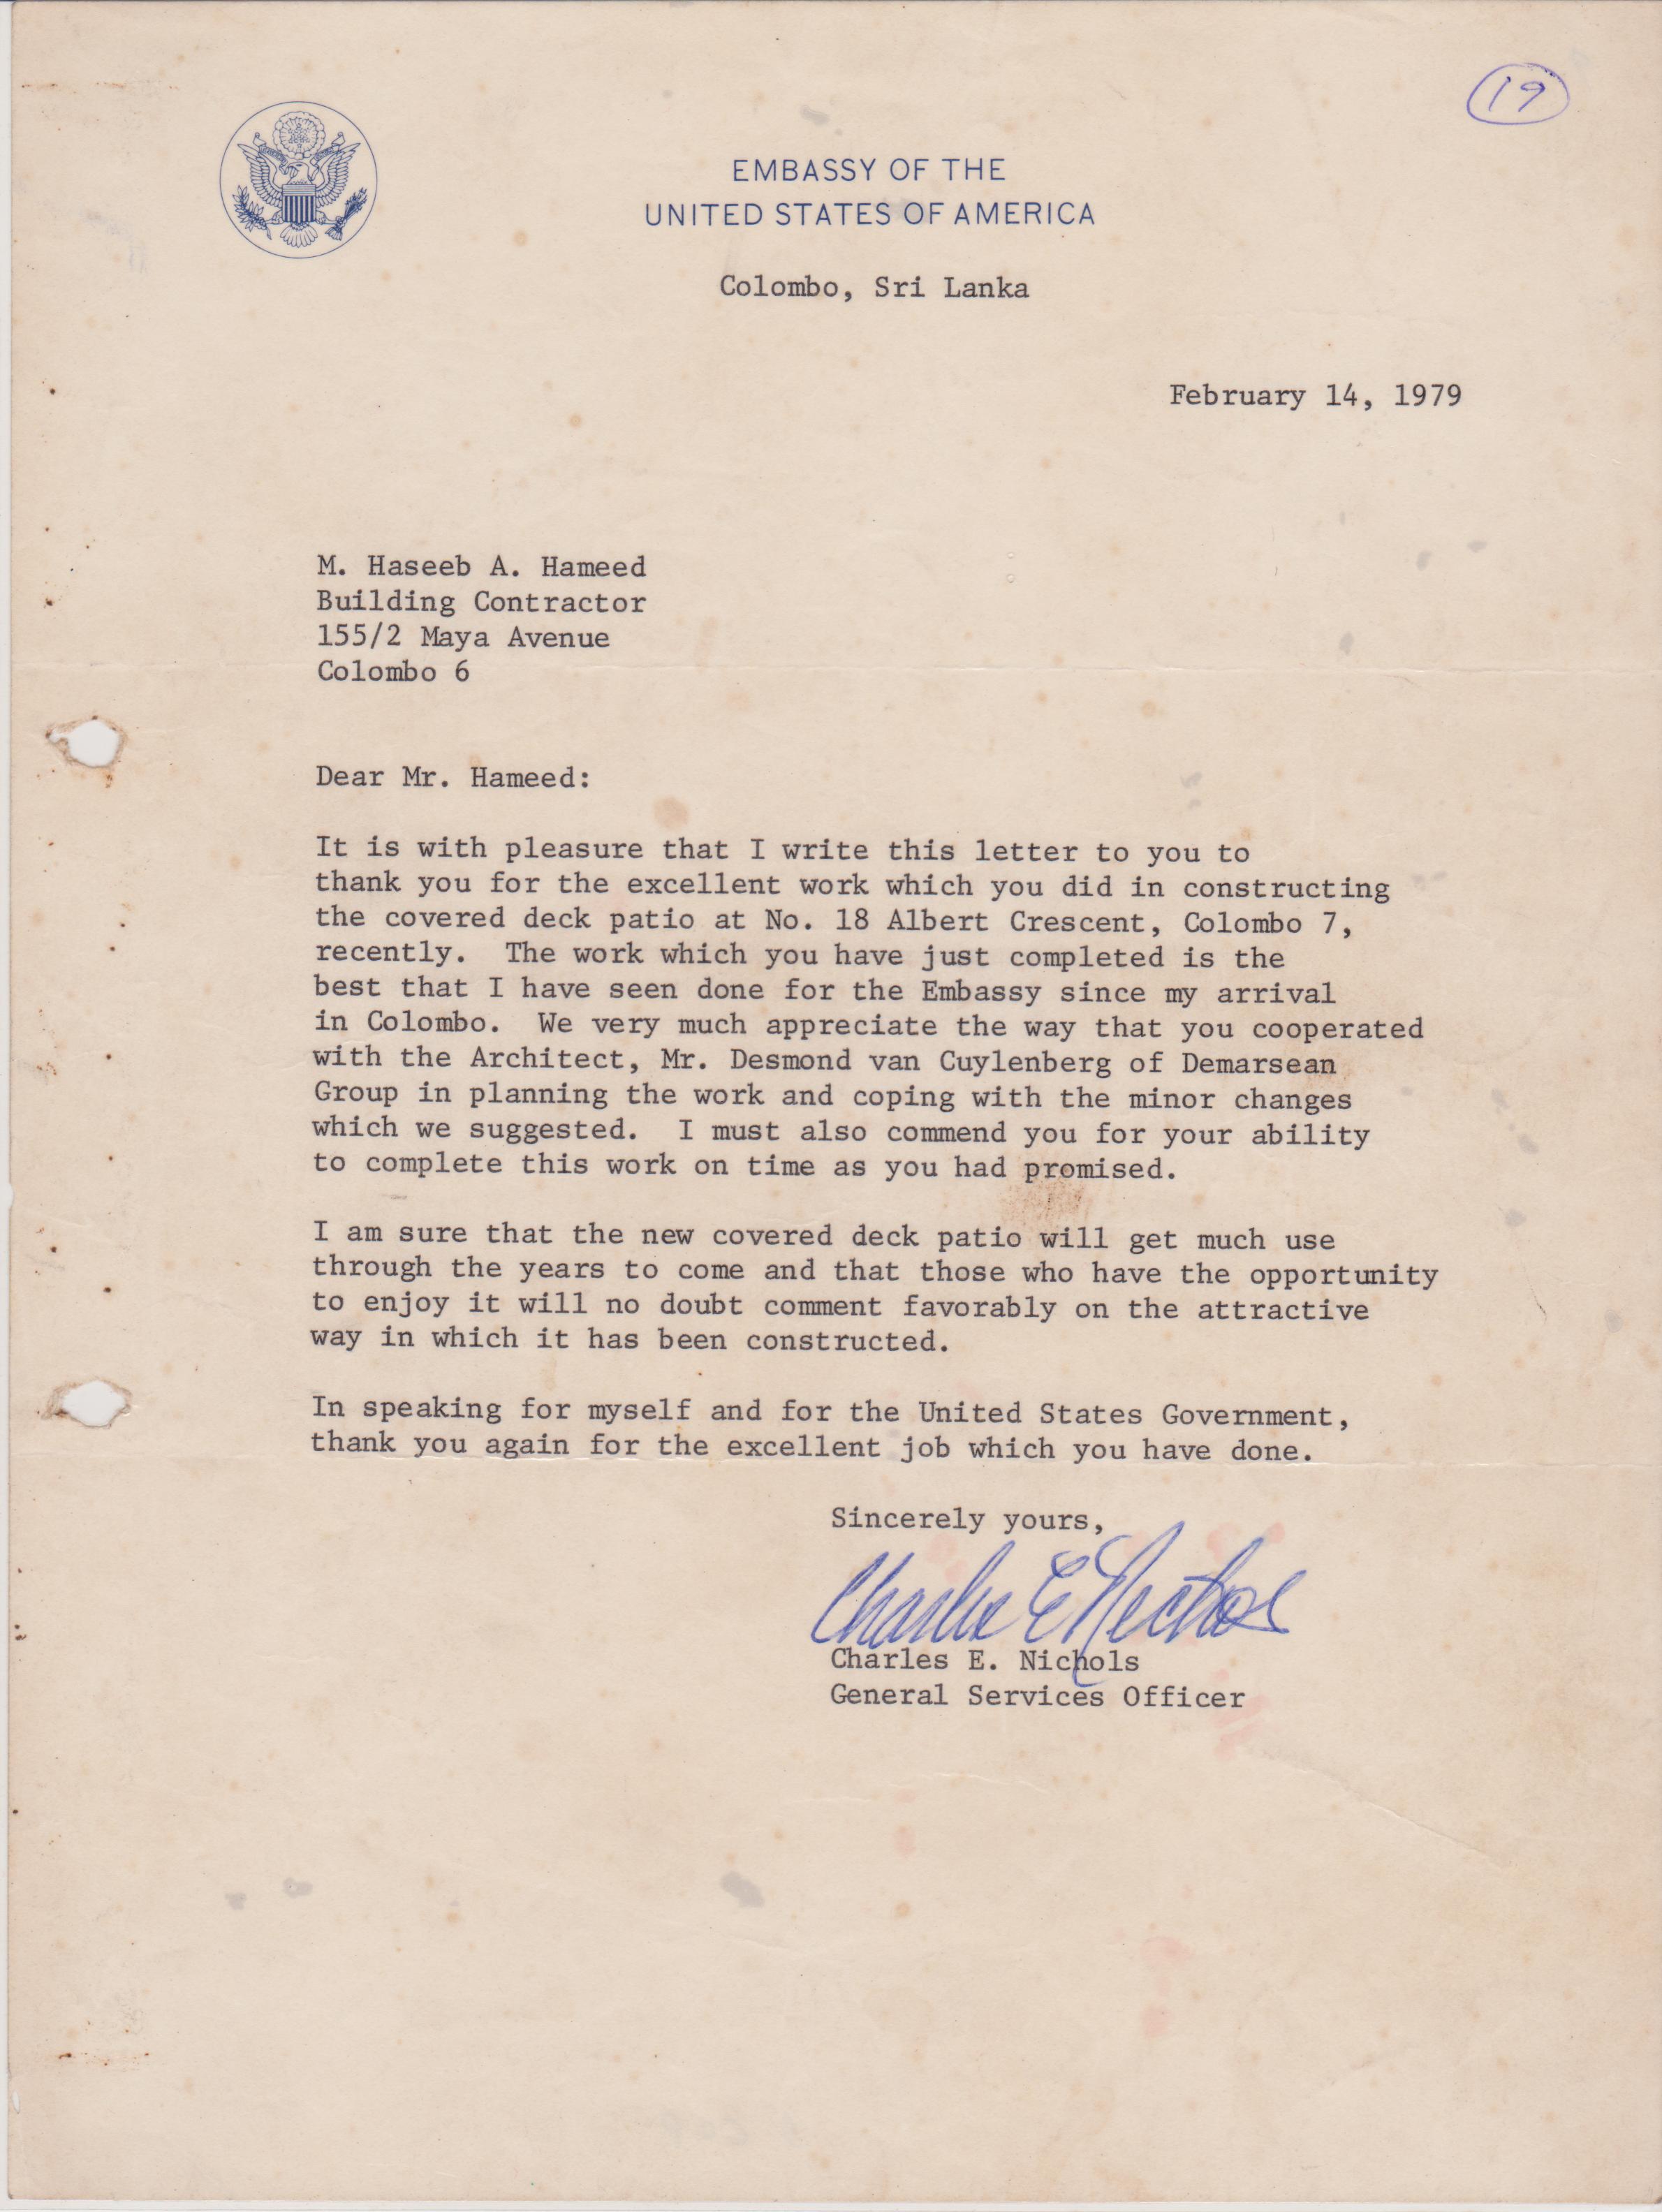 19
EMBASSY OF THE
UNITED STATES OF AMERICA
Colombo, Sri Lanka
February 14, 1979
M. Haseeb A. Hameed
Building Contractor
155/2 Maya Avenue
Colombo 6
Dear Mr. Hameed:
It is with pleasure that I write this letter to you to
thank you for the excellent work which you did in constructing
the covered deck patio at No. 18 Albert Crescent, Colombo 7,
recently. The work which you have just completed is the
best that I have seen done for the Embassy since my arrival
in Colombo. We very much appreciate the way that you cooperated
with the Architect, Mr. Desmond van Cuylenberg of Demarsean
Group in planning the work and coping with the minor changes
which we suggested. I must also commend you for your ability
to complete this work on time as you had promised.
I am sure that the new covered deck patio will get much use
through the years to come and that those who have the opportunity
to enjoy it will no doubt comment favorably on the attractive
way in which it has been constructed.
In speaking for myself and for the United States Government,
thank you again for the excellent job which you have done.
Sincerely yours,
Charles E Nichols
Charles E. Nichols
General Services Officer